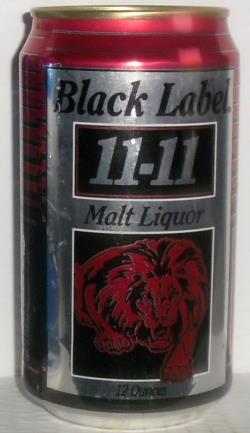 Black Label.
11-11
Malt Liquor
12 Ounces